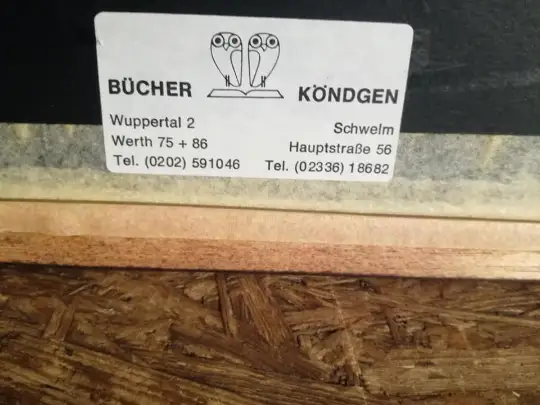 BÜCHER KÖNDGEN
Wuppertal 2
Werth 75 + 86
Tel. (0202) 591046
Schwelm
Hauptstraße 56
Tel. (02336) 18682